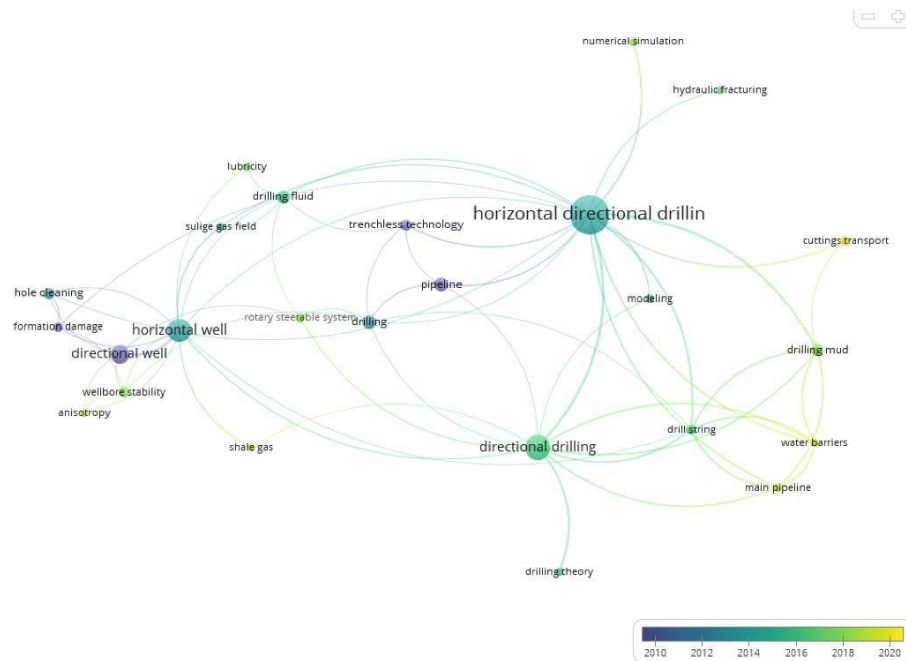 numerical simulation
hydraulic fracturing
lubricity
drilling fluid
horizontal directional drillin
sulige gas field
trenchless technology
cuttings transport
pipeline
hole cleaning
modeling
rotary steerable system
drilling
formation damage
horizontal well
directional well
drilling mud
wellbore stability
anisotropy
drill string
water barriers
shale gas
directional drilling
main pipeline
drilling theory
2010 2012 2014 2016 2018 2020